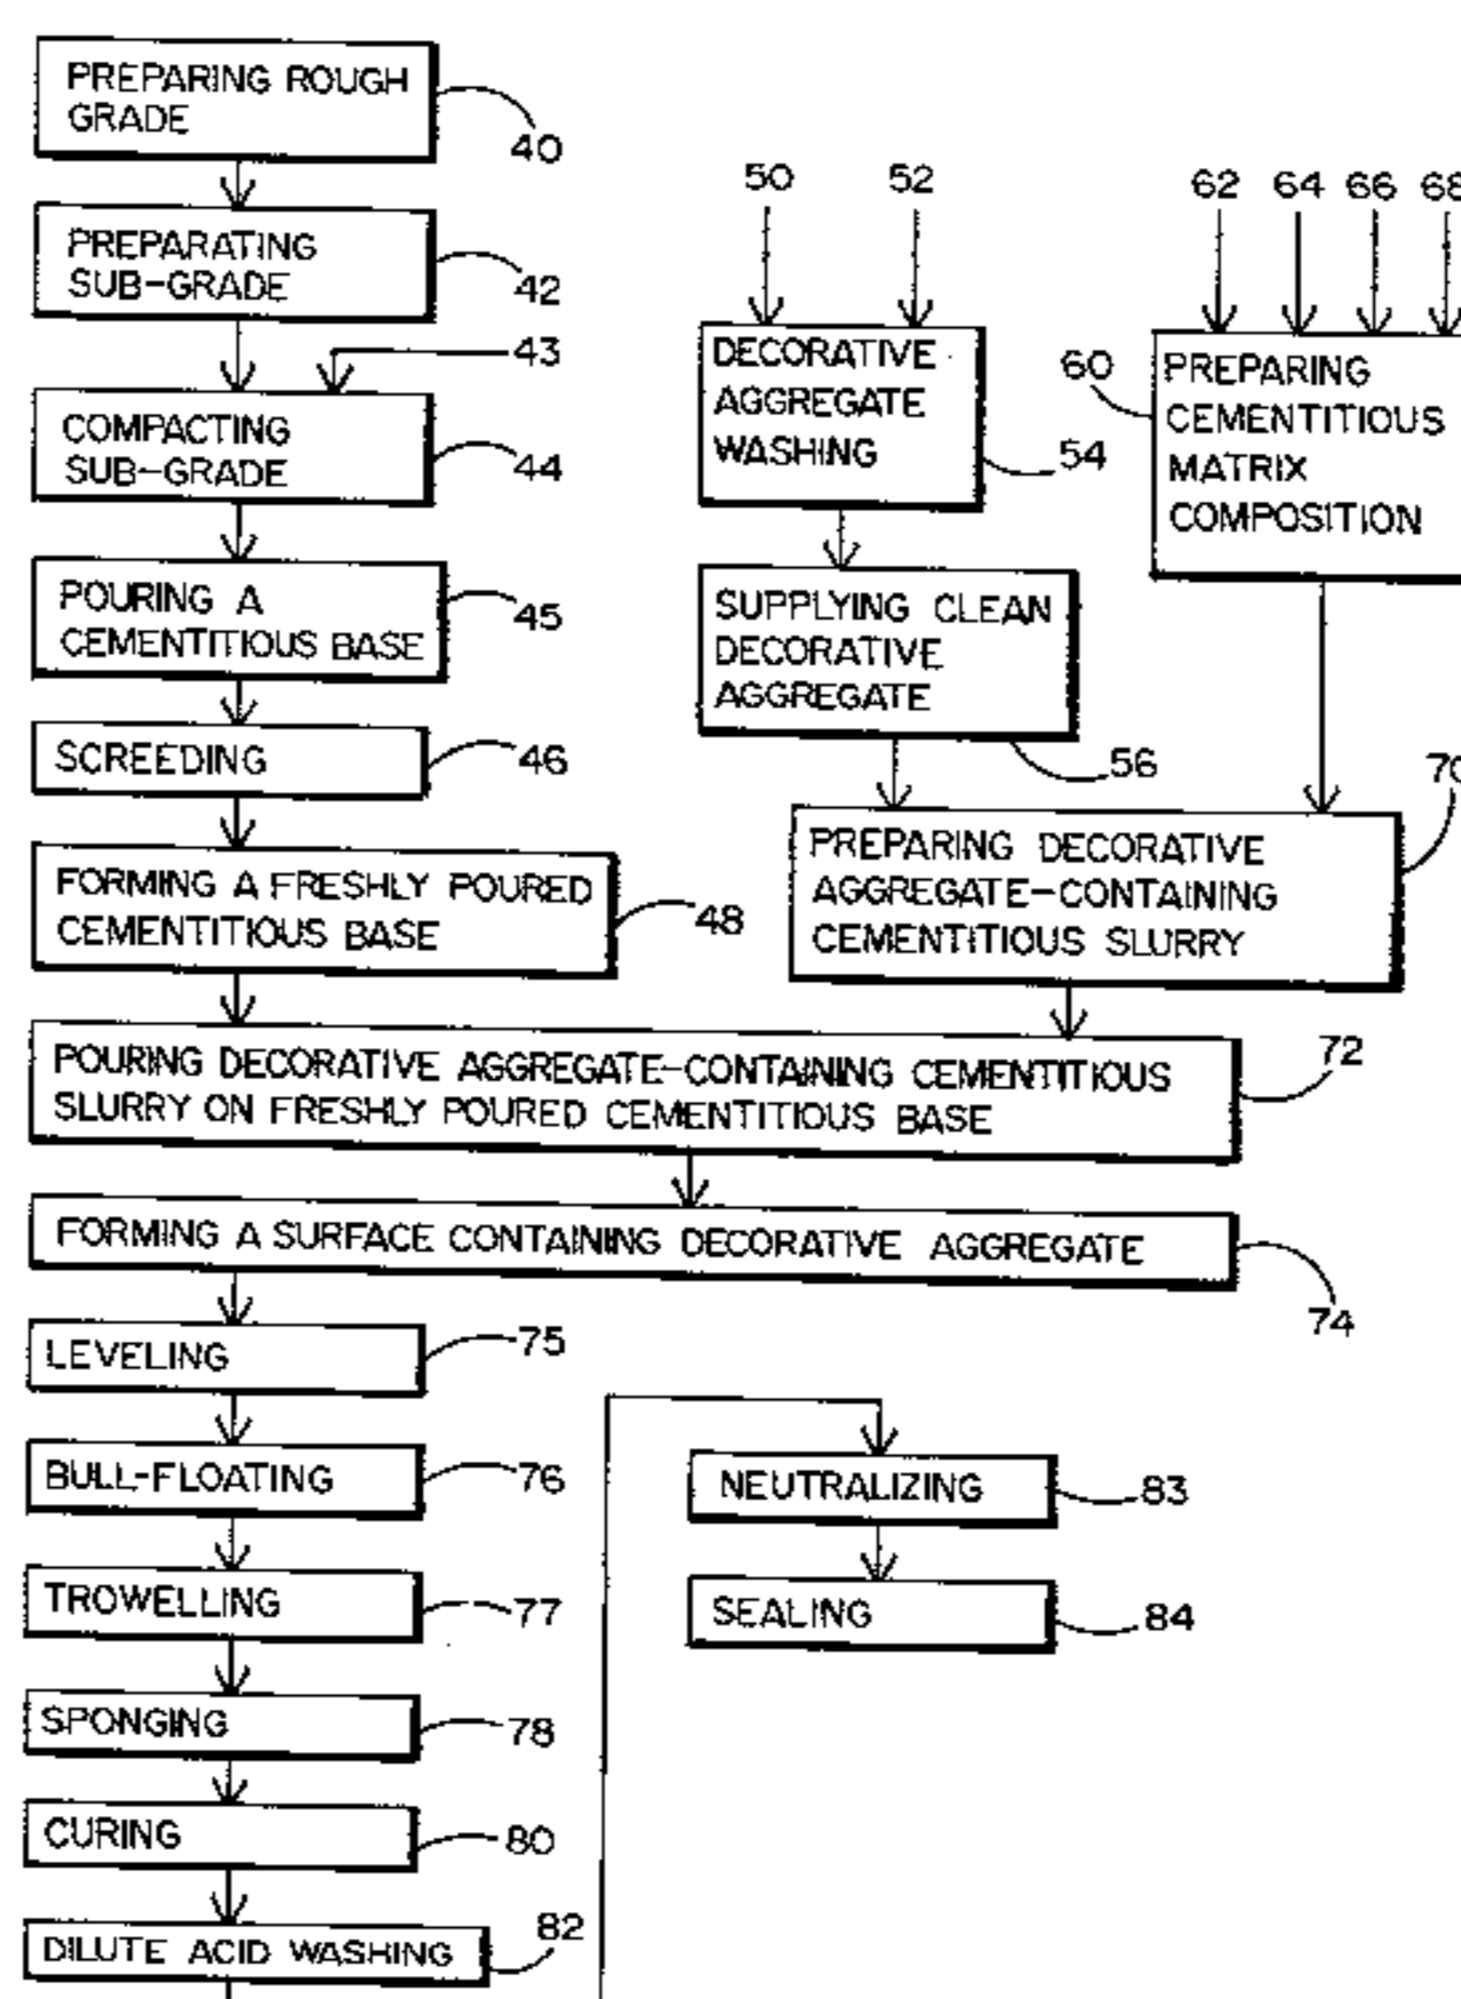 PREPARING ROUGH
GRADE
40
PREPARATING
SUB-GRADE
42
43
COMPACTING
SUB-GRADE
44
POURING A
CEMENTITIOUS BASE
45
SCREEDING
46
FORMING A FRESHLY POURED
CEMENTITIOUS BASE
48
50 52
DECORATIVE
AGGREGATE
WASHING
54
SUPPLYING CLEAN
DECORATIVE
AGGREGATE
56
62 64 66 68
60
PREPARING
CEMENTITIOUS
MATRIX
COMPOSITION
70
PREPARING DECORATIVE
AGGREGATE-CONTAINING
CEMENTITIOUS SLURRY
POURING DECORATIVE AGGREGATE-CONTAINING CEMENTITIOUS
SLURRY ON FRESHLY POURED CEMENTITIOUS BASE
72
FORMING A SURFACE CONTAINING DECORATIVE AGGREGATE
74
LEVELING
75
BULL-FLOATING
76
TROWELLING
77
SPONGING
78
CURING
80
DILUTE ACID WASHING
82
NEUTRALIZING
83
SEALING
84